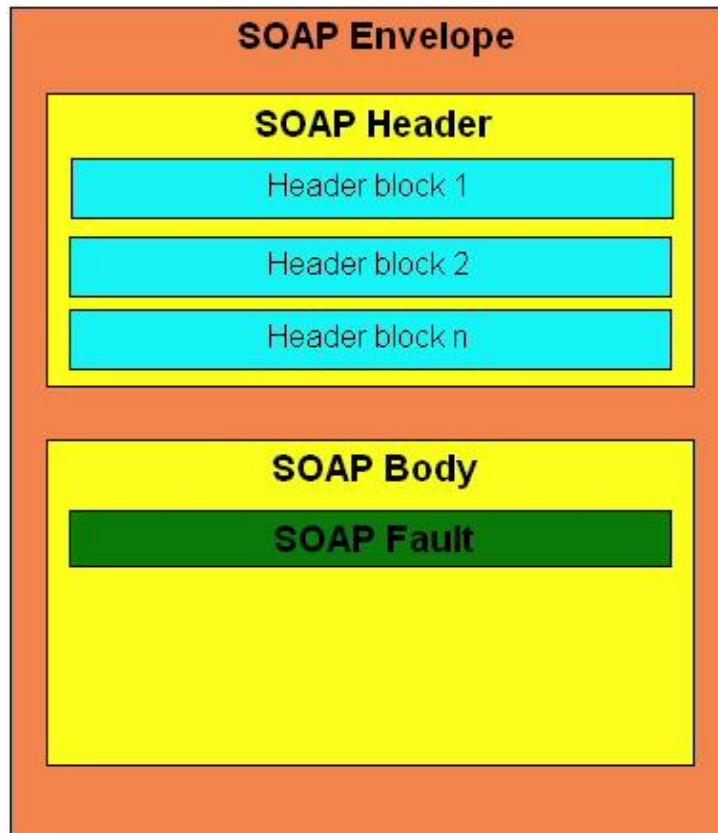 SOAP Envelope
SOAP Header
Header block 1
Header block 2
Header block n
SOAP Body
SOAP Fault